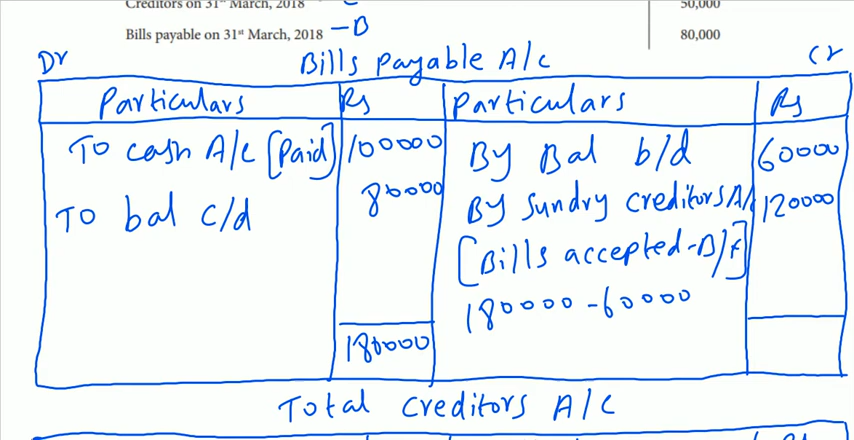 Creditors on 31st March, 2018 50,000
Bills payable on 31st March, 2018 -B 80,000
Dr Bills Payable A/c Cr
Particulars Rs Particulars Rs
To cash A/c [Paid] 100000 By Bal b/d 60000
To bal c/d 80000 By Sundry creditors A/c 120000
[Bills accepted-B/f]
180000-60000
180000
Total Creditors A/c